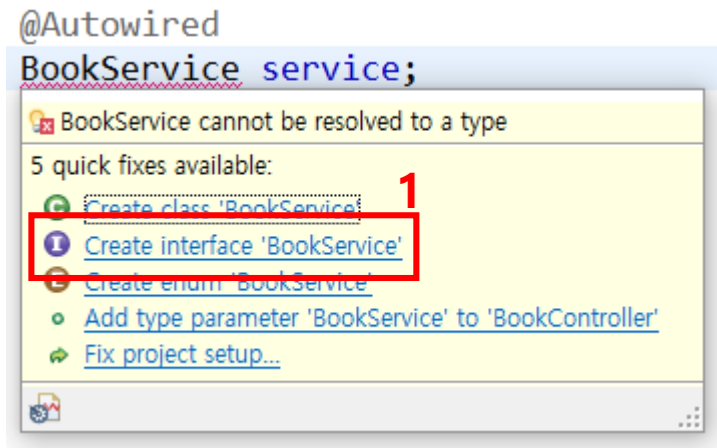 @Autowired
BookService service;
BookService cannot be resolved to a type
5 quick fixes available:
1
Create class 'BookService'
Create interface 'BookService'
Create enum 'BookService'
Add type parameter 'BookService' to 'BookController'
Fix project setup...